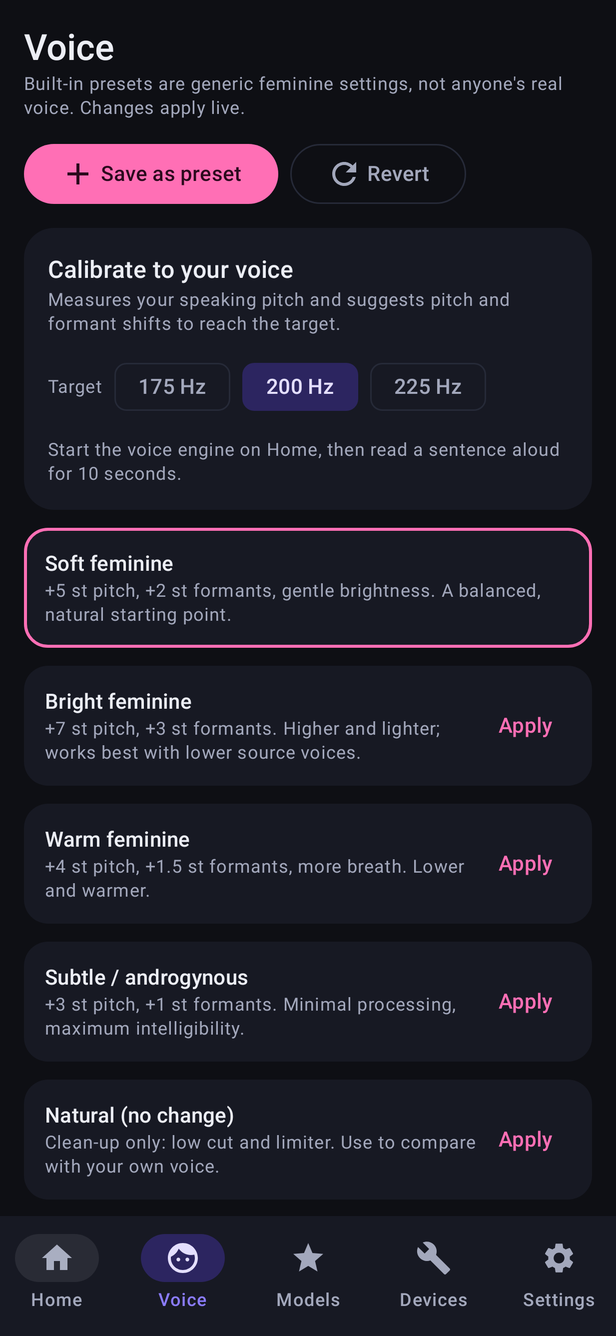 Voice
Built-in presets are generic feminine settings, not anyone's real
voice. Changes apply live.
Save as preset
Revert
Calibrate to your voice
Measures your speaking pitch and suggests pitch and
formant shifts to reach the target.
Target
175 Hz
200 Hz
225 Hz
Start the voice engine on Home, then read a sentence aloud
for 10 seconds.
Soft feminine
+5 st pitch, +2 st formants, gentle brightness. A balanced,
natural starting point.
Bright feminine
+7 st pitch, +3 st formants. Higher and lighter;
works best with lower source voices.
Apply
Warm feminine
+4 st pitch, +1.5 st formants, more breath. Lower
and warmer.
Apply
Subtle / androgynous
+3 st pitch, +1 st formants. Minimal processing,
maximum intelligibility.
Apply
Natural (no change)
Clean-up only: low cut and limiter. Use to compare
with your own voice.
Apply
Home
Voice
Models
Devices
Settings